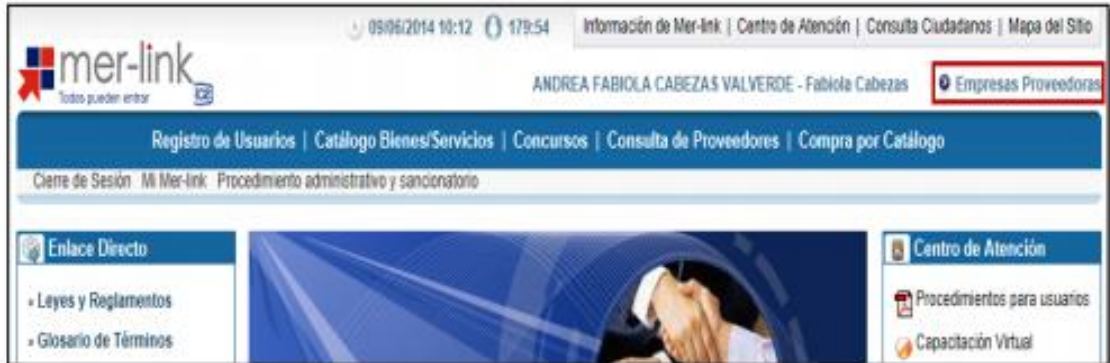 09/06/2014 10:12 179:54 Información de Mer-link | Centro de Atención | Consulta Ciudadanos | Mapa del Sitio
mer-link
Todos pueden entrar
ANDREA FABIOLA CABEZAS VALVERDE - Fabiola Cabezas Empresas Proveedoras
Registro de Usuarios | Catálogo Bienes/Servicios | Concursos | Consulta de Proveedores | Compra por Catálogo
Cierre de Sesión Mi Mer-link Procedimiento administrativo y sancionatorio
Enlace Directo
Leyes y Reglamentos
Glosario de Términos
Centro de Atención
Procedimientos para usuarios
Capacitación Virtual